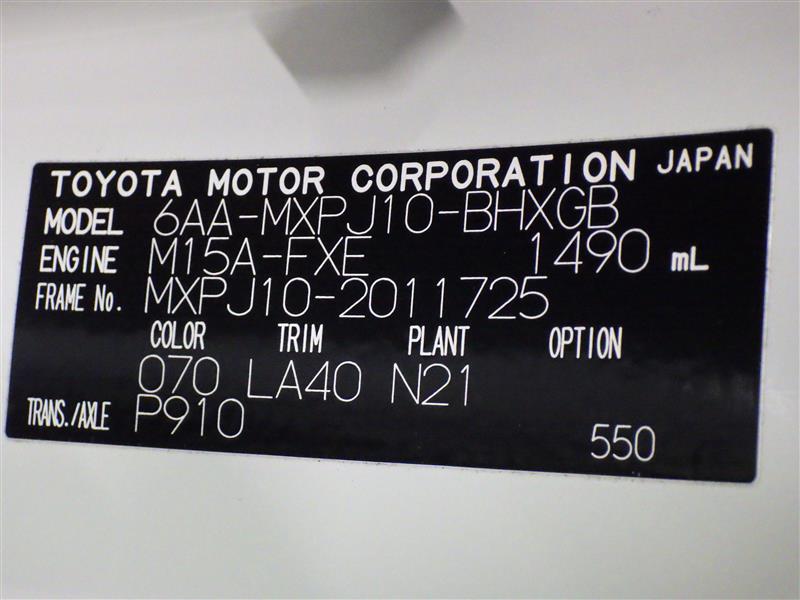 TOYOTA MOTOR CORPORATION JAPAN
MODEL 6AA-MXPJ10-BHXGB
ENGINE M15A-FXE 1490 mL
FRAME No. MXPJ10-2011725
COLOR TRIM PLANT OPTION
070 LA40 N21
TRANS./AXLE P910 550